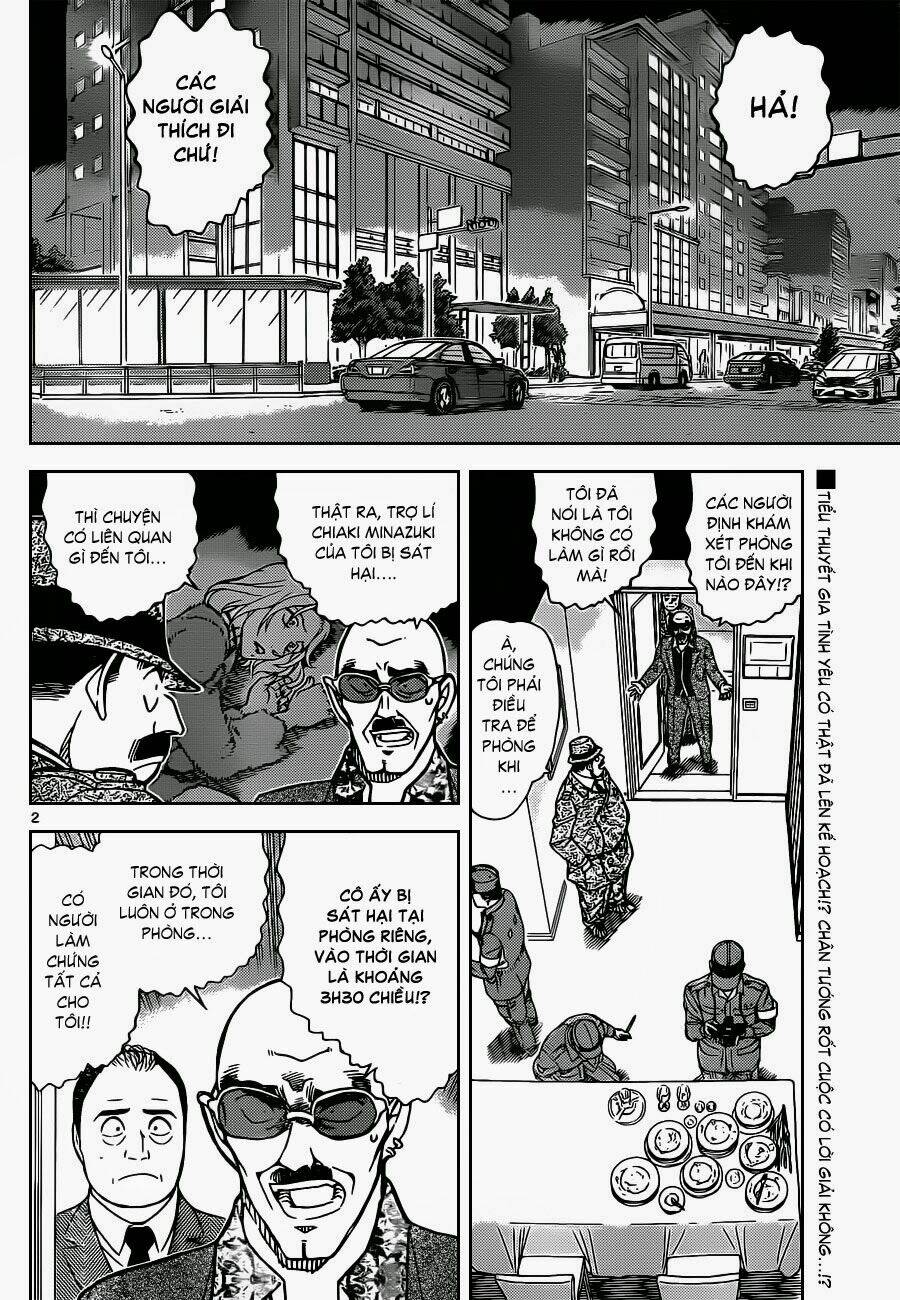 HẢ!
CÁC
NGƯỜI GIẢI
THÍCH ĐI
CHỨ!
CÁC NGƯỜI
ĐỊNH KHÁM
XÉT PHÒNG
TÔI ĐẾN KHI
NÀO ĐÂY!?
TÔI ĐÃ
NÓI LÀ TÔI
KHÔNG CÓ
LÀM GÌ RỒI
MÀ!
À,
CHÚNG
TÔI PHẢI
ĐIỀU
TRA ĐỂ
PHÒNG
KHI
...
TIỂU THUYẾT GIA TÌNH YÊU CÓ THẬT ĐÃ LÊN KẾ HOẠCH!? CHÂN TƯỚNG RỐT CUỘC CÓ LỜI GIẢI KHÔNG...!?
THẬT RA, TRỢ LÍ
CHIAKI MINAZUKI
CỦA TÔI BỊ SÁT
HẠI....
THÌ CHUYỆN
CÓ LIÊN QUAN
GÌ ĐẾN TÔI...
2
CÔ ẤY BỊ
SÁT HẠI TẠI
PHÒNG RIÊNG,
VÀO THỜI GIAN
LÀ KHOẢNG
3H30 CHIỀU!?
TRONG THỜI
GIAN ĐÓ, TÔI
LUÔN Ở TRONG
PHÒNG...
CÓ
NGƯỜI
LÀM
CHỨNG
TẤT CẢ
CHO
TÔI!!